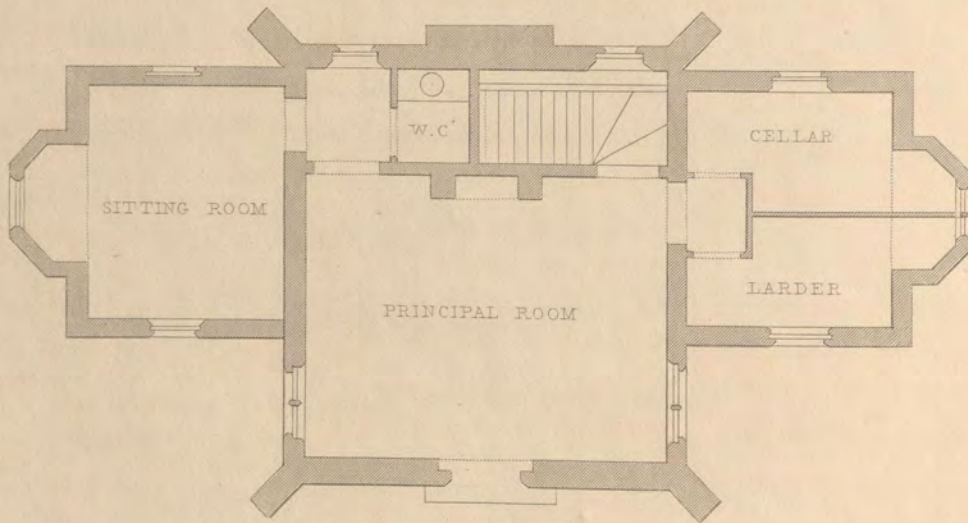 W.C.
CELLAR
SITTING ROOM
LARDER
PRINCIPAL ROOM